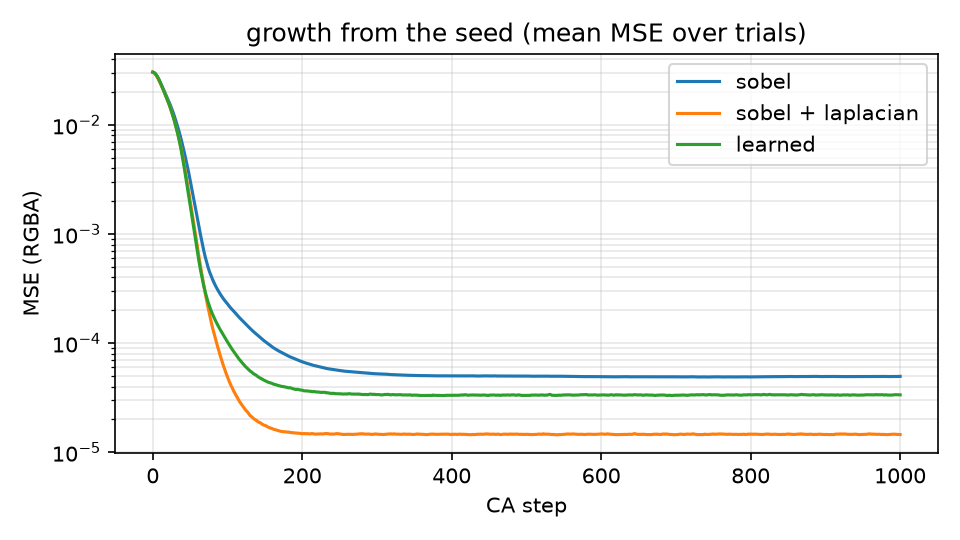 growth from the seed (mean MSE over trials)
sobel
sobel + laplacian
learned
MSE (RGBA)
10⁻²
10⁻³
10⁻⁴
10⁻⁵
0 200 400 600 800 1000
CA step